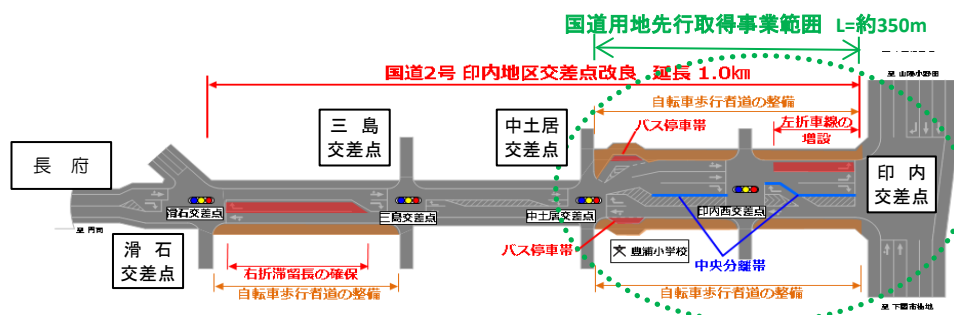 国道用地先行取得事業範囲 L=約350m
国道2号 印内地区交差点改良 延長 1.0km
至 山陽小野田
自転車歩行者道の整備
バス停車帯
左折車線の
増設
三 島
交差点
中土居
交差点
長 府
印 内
交差点
滑石交差点
三島交差点
中土居交差点
印内西交差点
滑 石
交差点
バス停車帯
豊浦小学校
中央分離帯
右折滞留長の確保
自転車歩行者道の整備
自転車歩行者道の整備
至 下関市街地